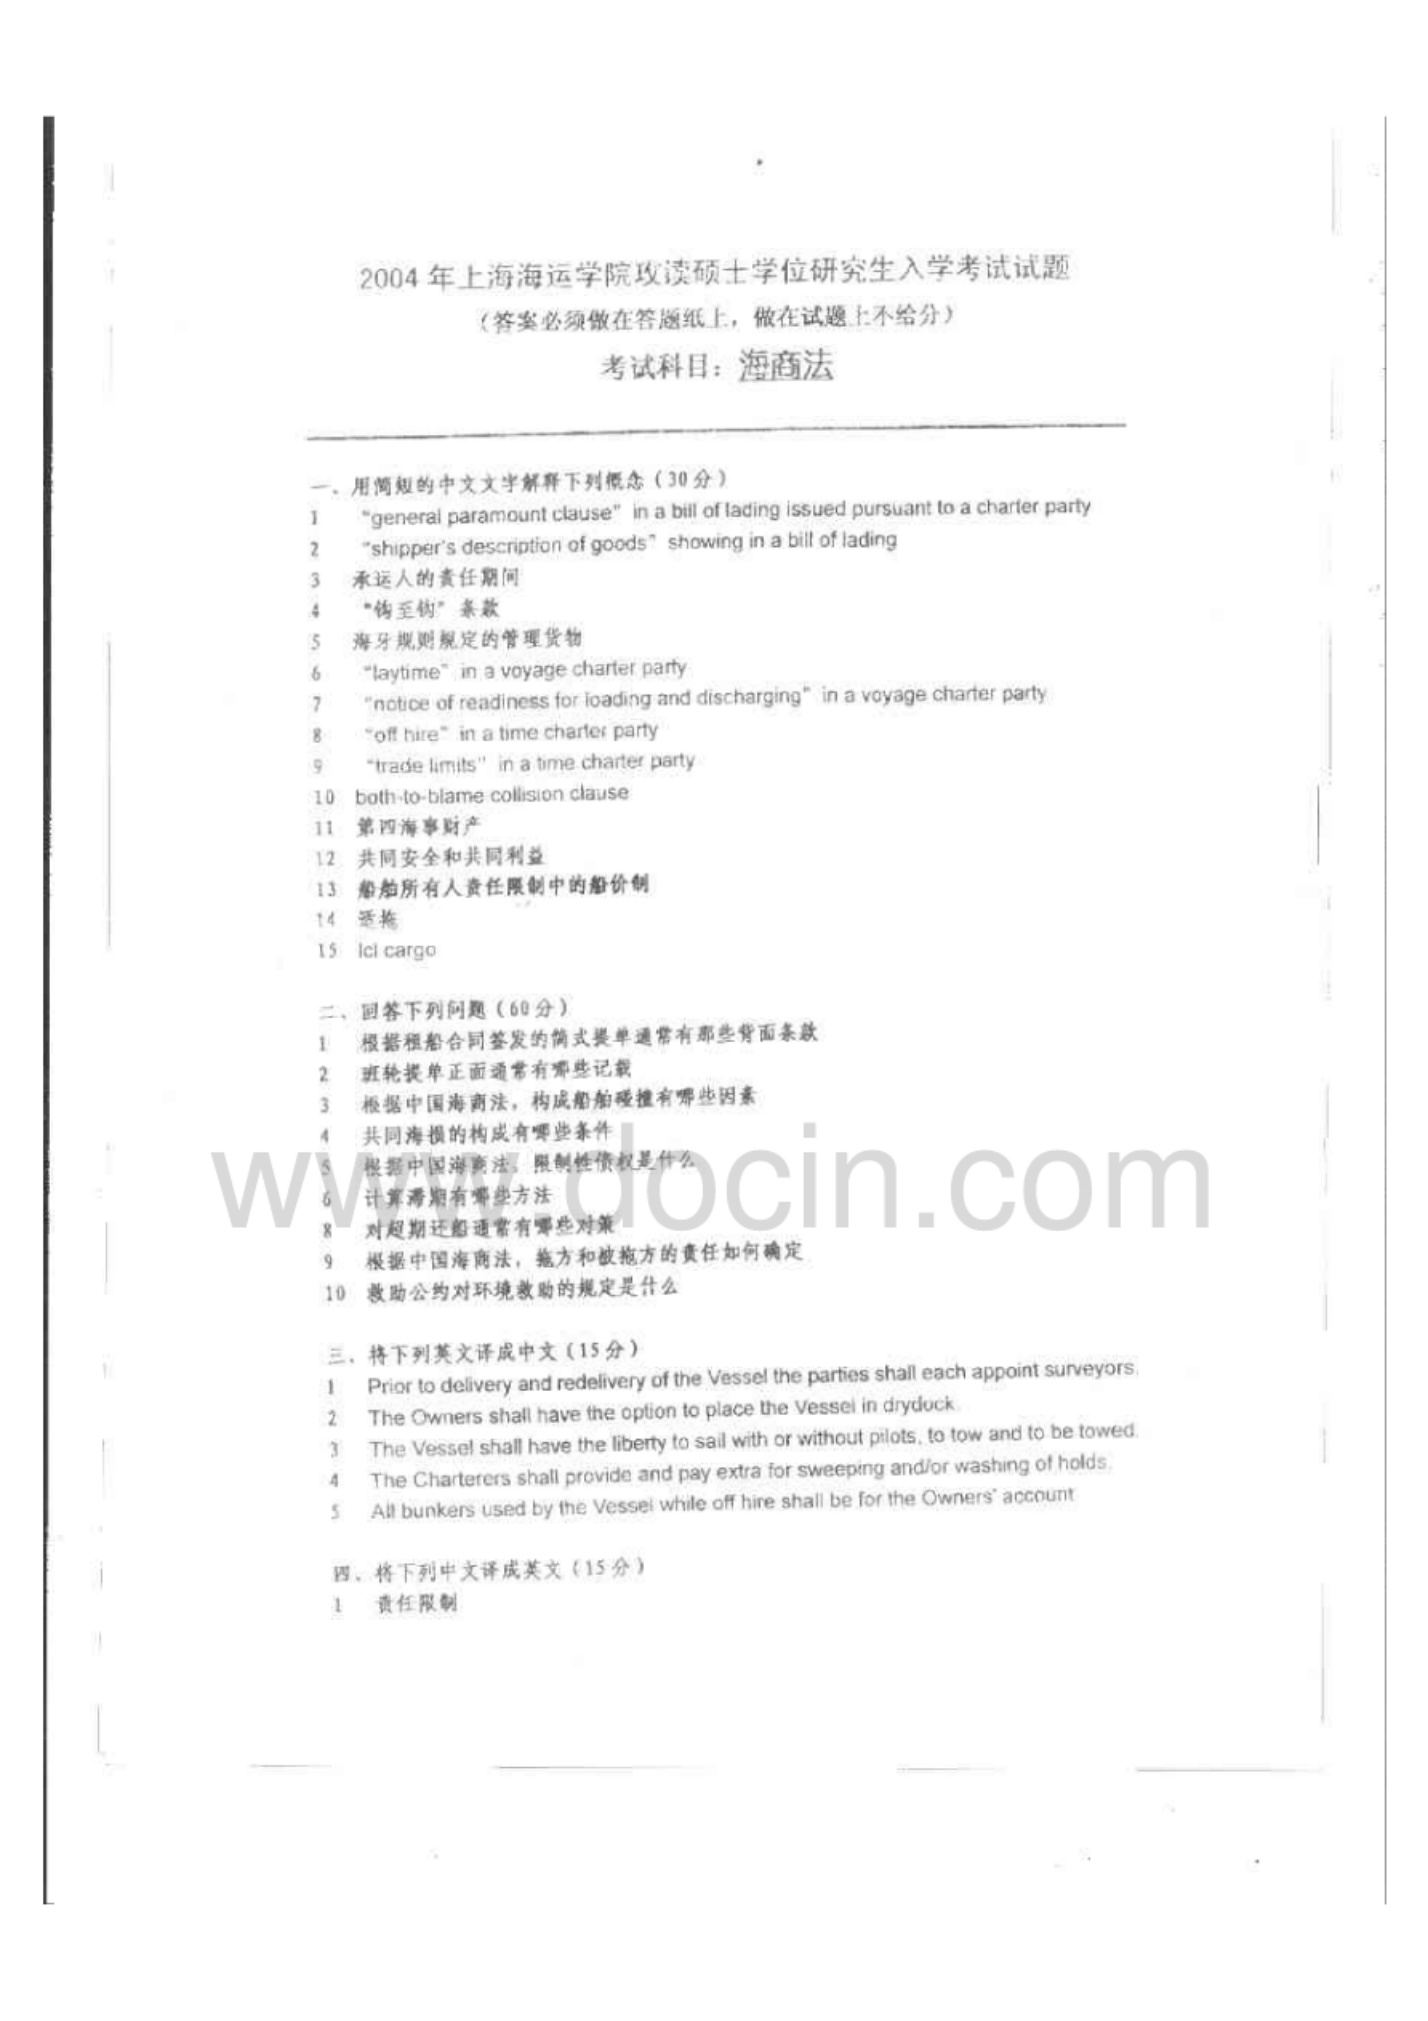 2004 年上海海运学院攻读硕士学位研究生入学考试试题
（答案必须做在答题纸上，做在试题上不给分）
考试科目：海商法
一、用简短的中文文字解释下列概念（30 分）
1 “general paramount clause” in a bill of lading issued pursuant to a charter party
2 “shipper's description of goods” showing in a bill of lading
3 承运人的责任期间
4 “钩至钩” 条款
5 海牙规则规定的管理货物
6 “laytime” in a voyage charter party
7 “notice of readiness for loading and discharging” in a voyage charter party
8 “off hire” in a time charter party
9 “trade limits” in a time charter party
10 both-to-blame collision clause
11 第四海事财产
12 共同安全和共同利益
13 船舶所有人责任限制中的船价制
14 适拖
15 lcl cargo
二、回答下列问题（60 分）
1 根据租船合同签发的简式提单通常有那些背面条款
2 班轮提单正面通常有哪些记载
3 根据中国海商法，构成船舶碰撞有哪些因素
4 共同海损的构成有哪些条件
5 根据中国海商法，限制性债权是什么
6 计算滞期有哪些方法
8 对超期还船通常有哪些对策
9 根据中国海商法，拖方和被拖方的责任如何确定
10 救助公约对环境救助的规定是什么
三、将下列英文译成中文（15 分）
1 Prior to delivery and redelivery of the Vessel the parties shall each appoint surveyors.
2 The Owners shall have the option to place the Vessel in drydock.
3 The Vessel shall have the liberty to sail with or without pilots, to tow and to be towed.
4 The Charterers shall provide and pay extra for sweeping and/or washing of holds.
5 All bunkers used by the Vessel while off hire shall be for the Owners' account
四、将下列中文译成英文（15 分）
1 责任限制
www.docin.com